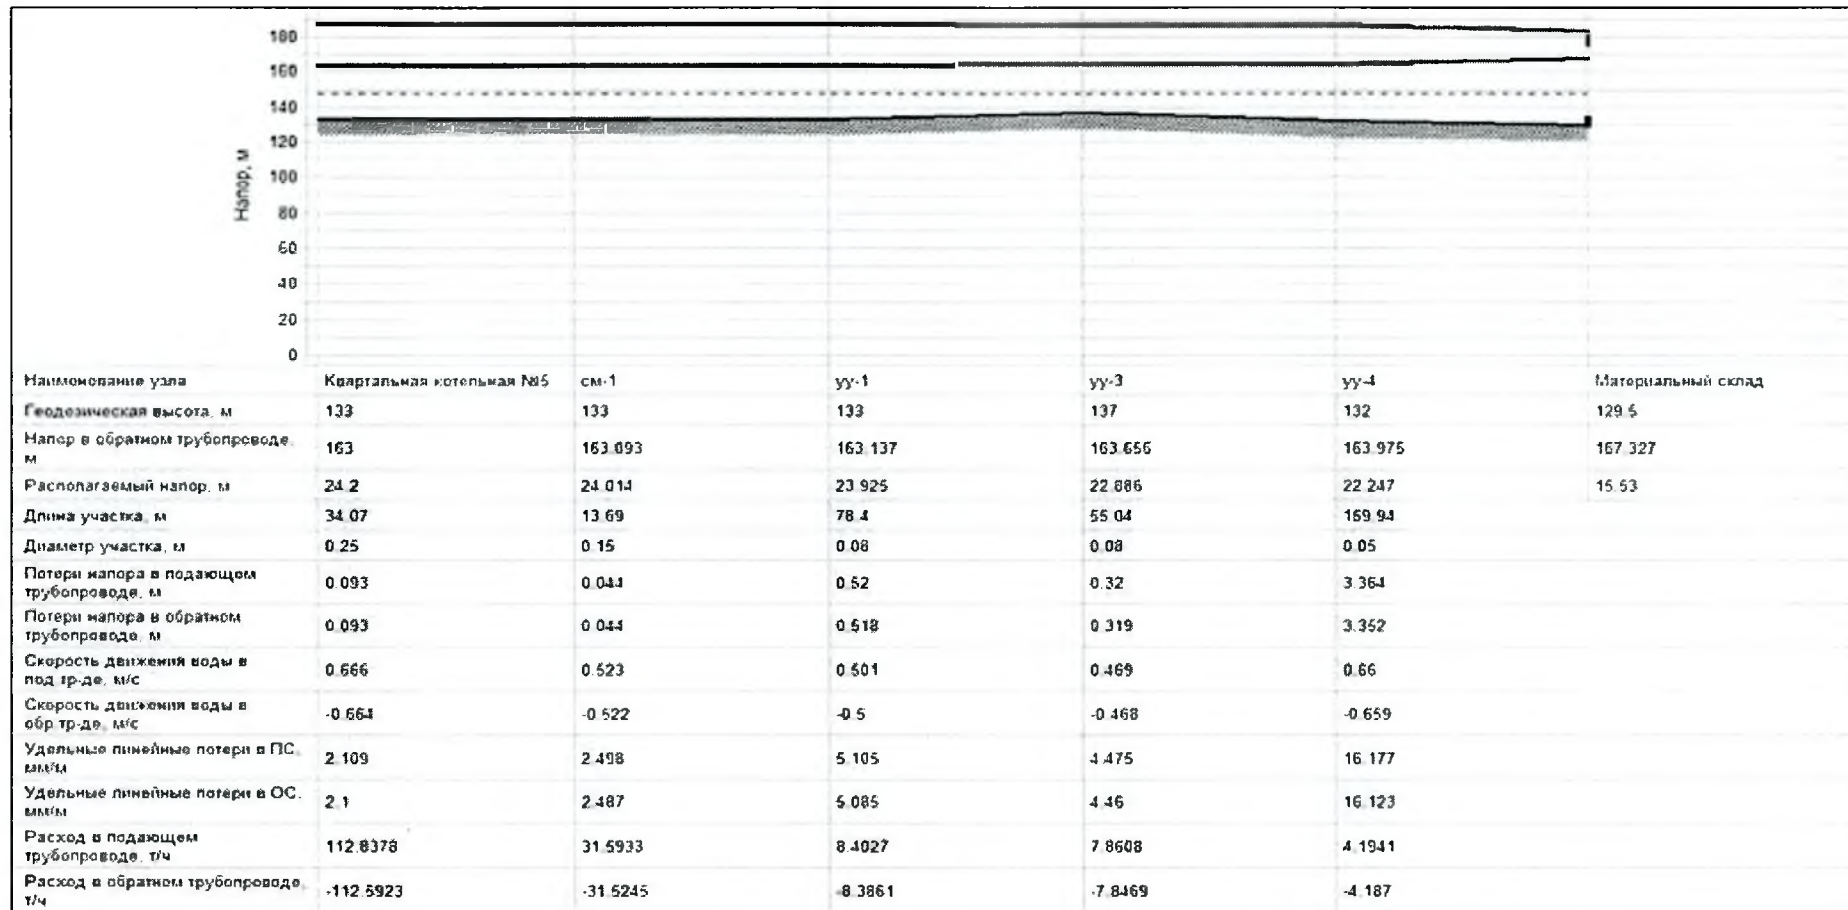 180
160
140
120
100
80
60
40
20
0
Напор, м
Наименование узла Квартальная котельная №5 см-1 уу-1 уу-3 уу-4 Материальный склад
Геодезическая высота, м 133 133 133 137 132 129.5
Напор в обратном трубопроводе, м 163 163.093 163.137 163.656 163.975 167.327
Располагаемый напор, м 24.2 24.014 23.925 22.886 22.247 15.53
Длина участка, м 34.07 13.69 78.4 55.04 159.94
Диаметр участка, м 0.25 0.15 0.08 0.08 0.05
Потери напора в подающем трубопроводе, м 0.093 0.044 0.52 0.32 3.364
Потери напора в обратном трубопроводе, м 0.093 0.044 0.518 0.319 3.352
Скорость движения воды в под.тр-де, м/с 0.666 0.523 0.501 0.469 0.66
Скорость движения воды в обр.тр-де, м/с -0.664 -0.522 -0.5 -0.468 -0.659
Удельные линейные потери в ПС, мм/м 2.109 2.498 5.105 4.475 16.177
Удельные линейные потери в ОС, мм/м 2.1 2.487 5.085 4.46 16.123
Расход в подающем трубопроводе, т/ч 112.8378 31.5933 8.4027 7.8608 4.1941
Расход в обратном трубопроводе, т/ч -112.5923 -31.5245 -8.3861 -7.8469 -4.187